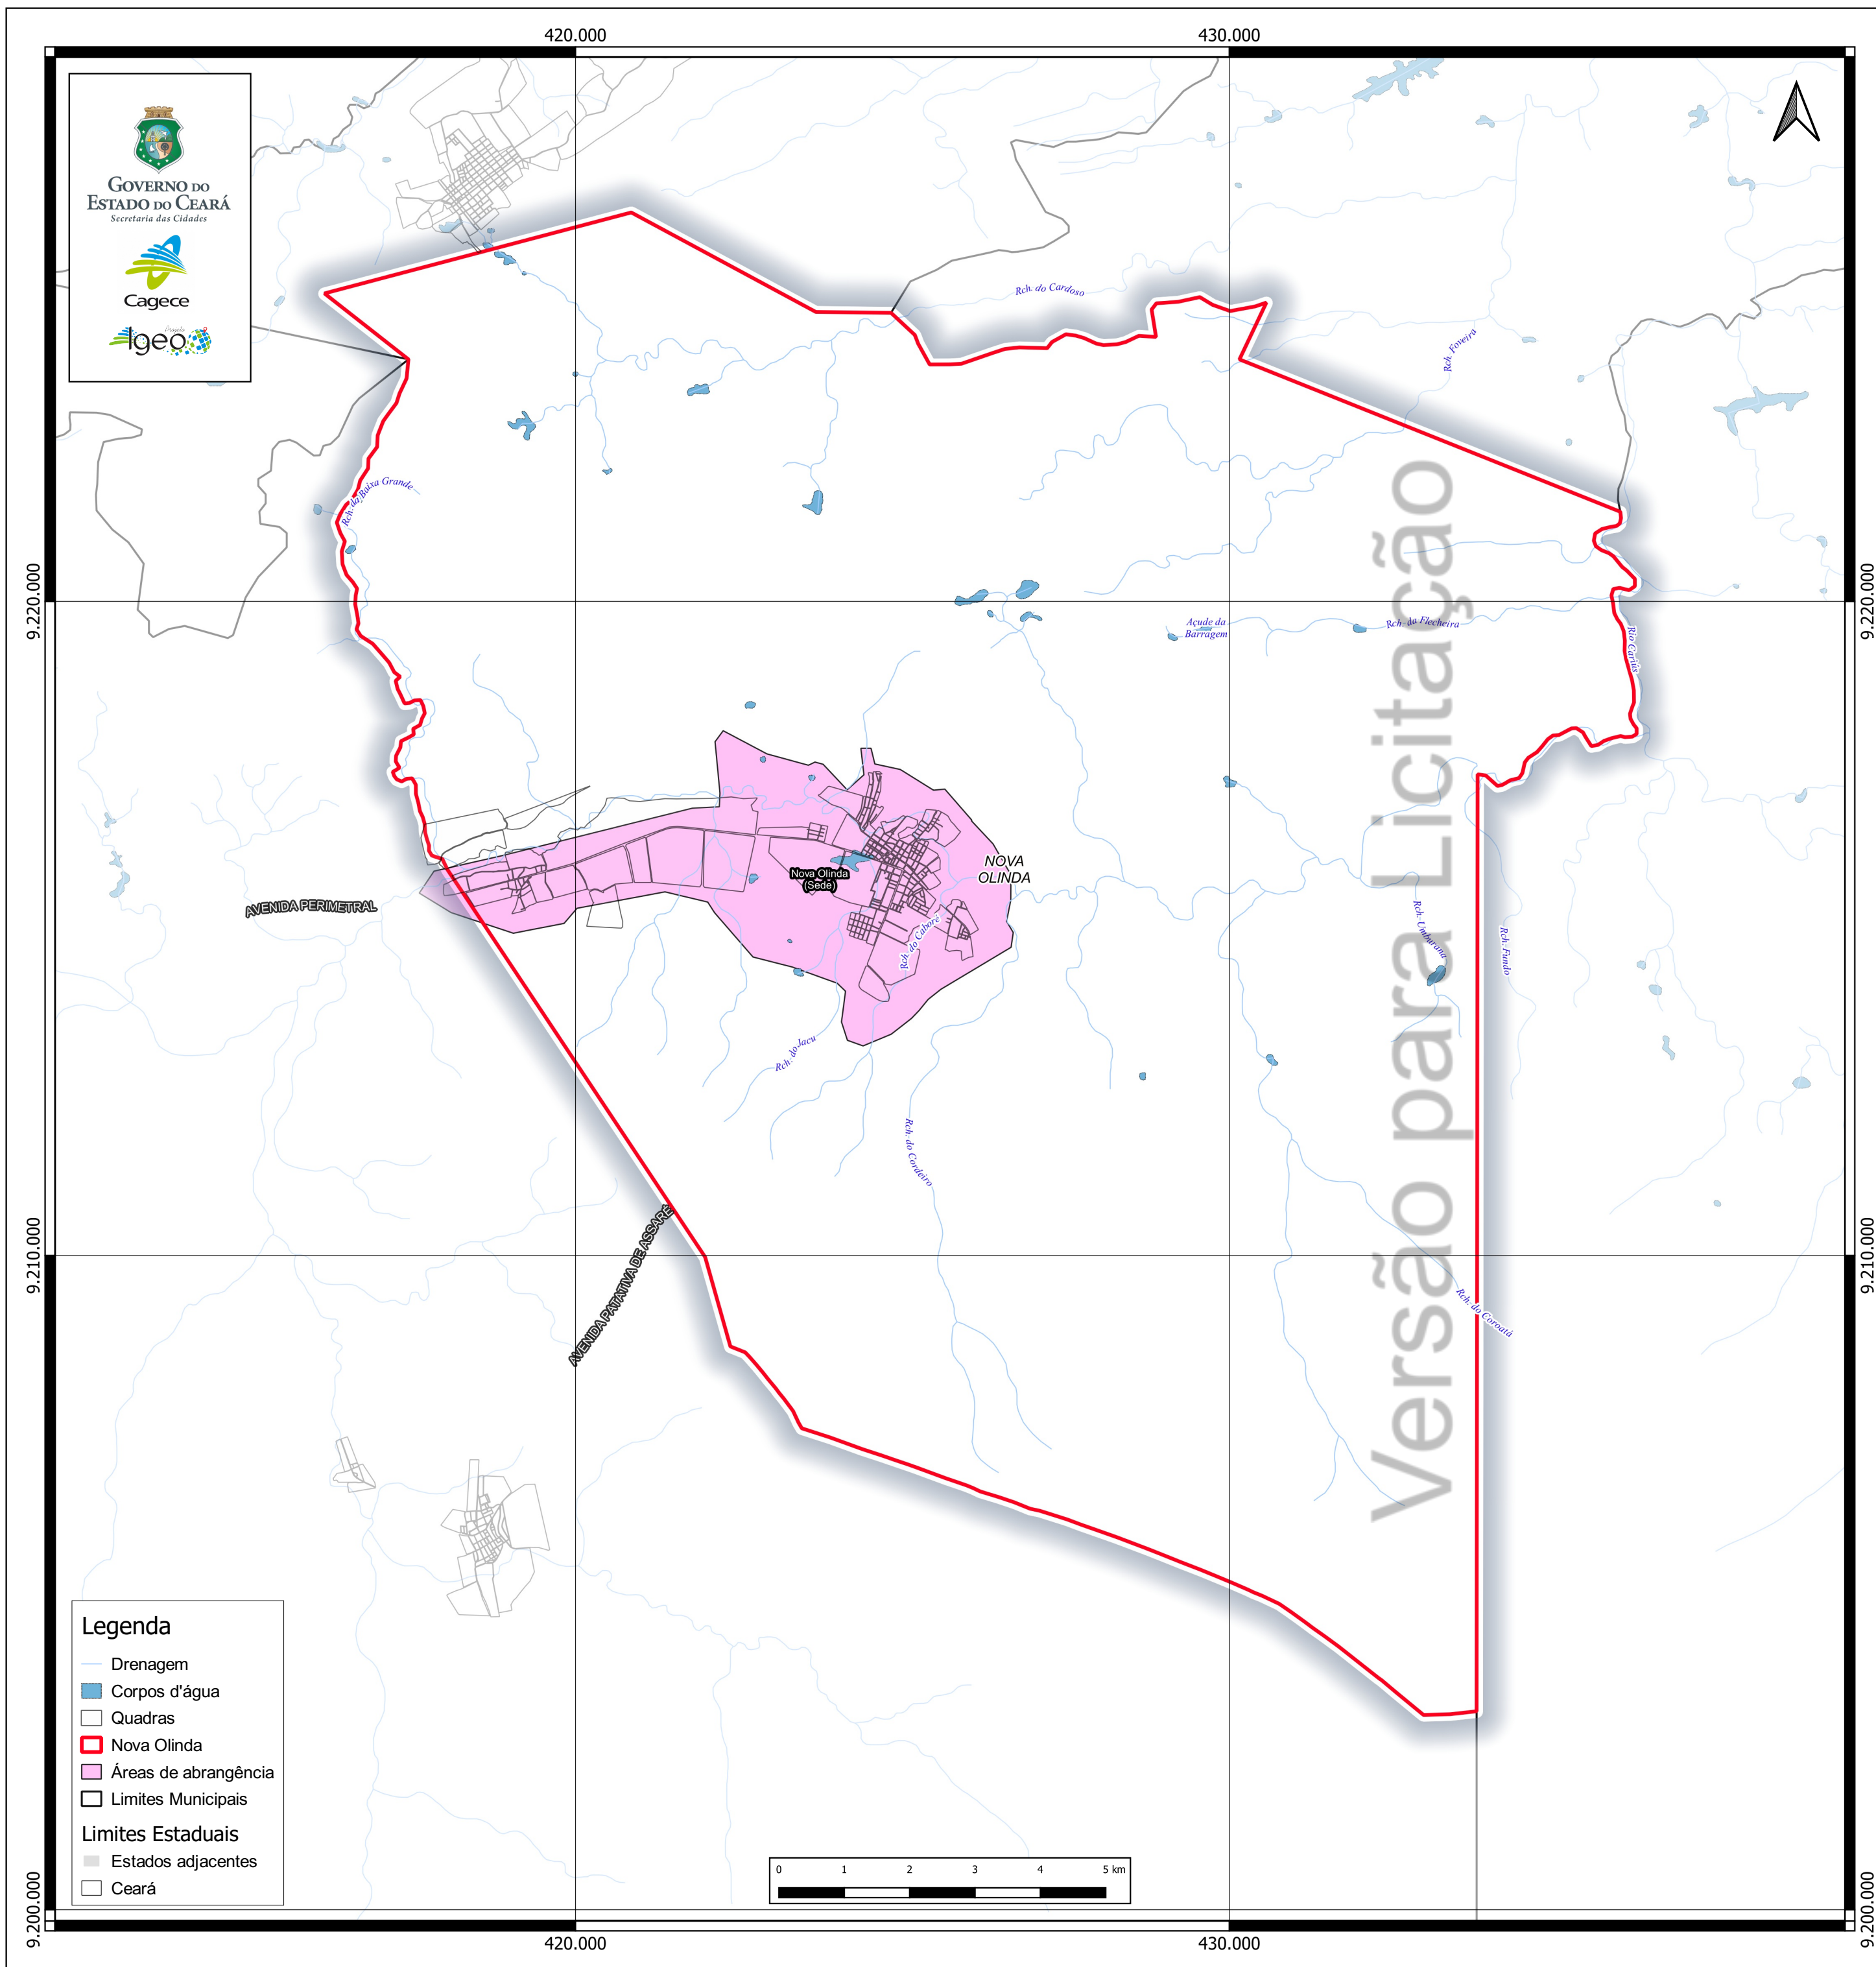 420.000
430.000
GOVERNO DO
ESTADO DO CEARÁ
Secretaria das Cidades
Cagece
Projeto
Igeo
Rch. do Cardoso
Rch. Foveira
Rch. da Baixa Grande
9.220.000
9.220.000
Açude da
Barragem
Rch. da Flecheira
Rio Cariús
Versão para Licitação
NOVA
OLINDA
Nova Olinda
(Sede)
AVENIDA PERIMETRAL
Rch. do Caboré
Rch. Umburana
Rch. Fundo
Rch. do Jacu
Rch. do Cordeiro
AVENIDA PATATIVA DE ASSARÉ
9.210.000
9.210.000
Rch. do Coroatá
Legenda
Drenagem
Corpos d'água
Quadras
Nova Olinda
Áreas de abrangência
Limites Municipais
Limites Estaduais
Estados adjacentes
Ceará
0 1 2 3 4 5 km
9.200.000
9.200.000
420.000
430.000